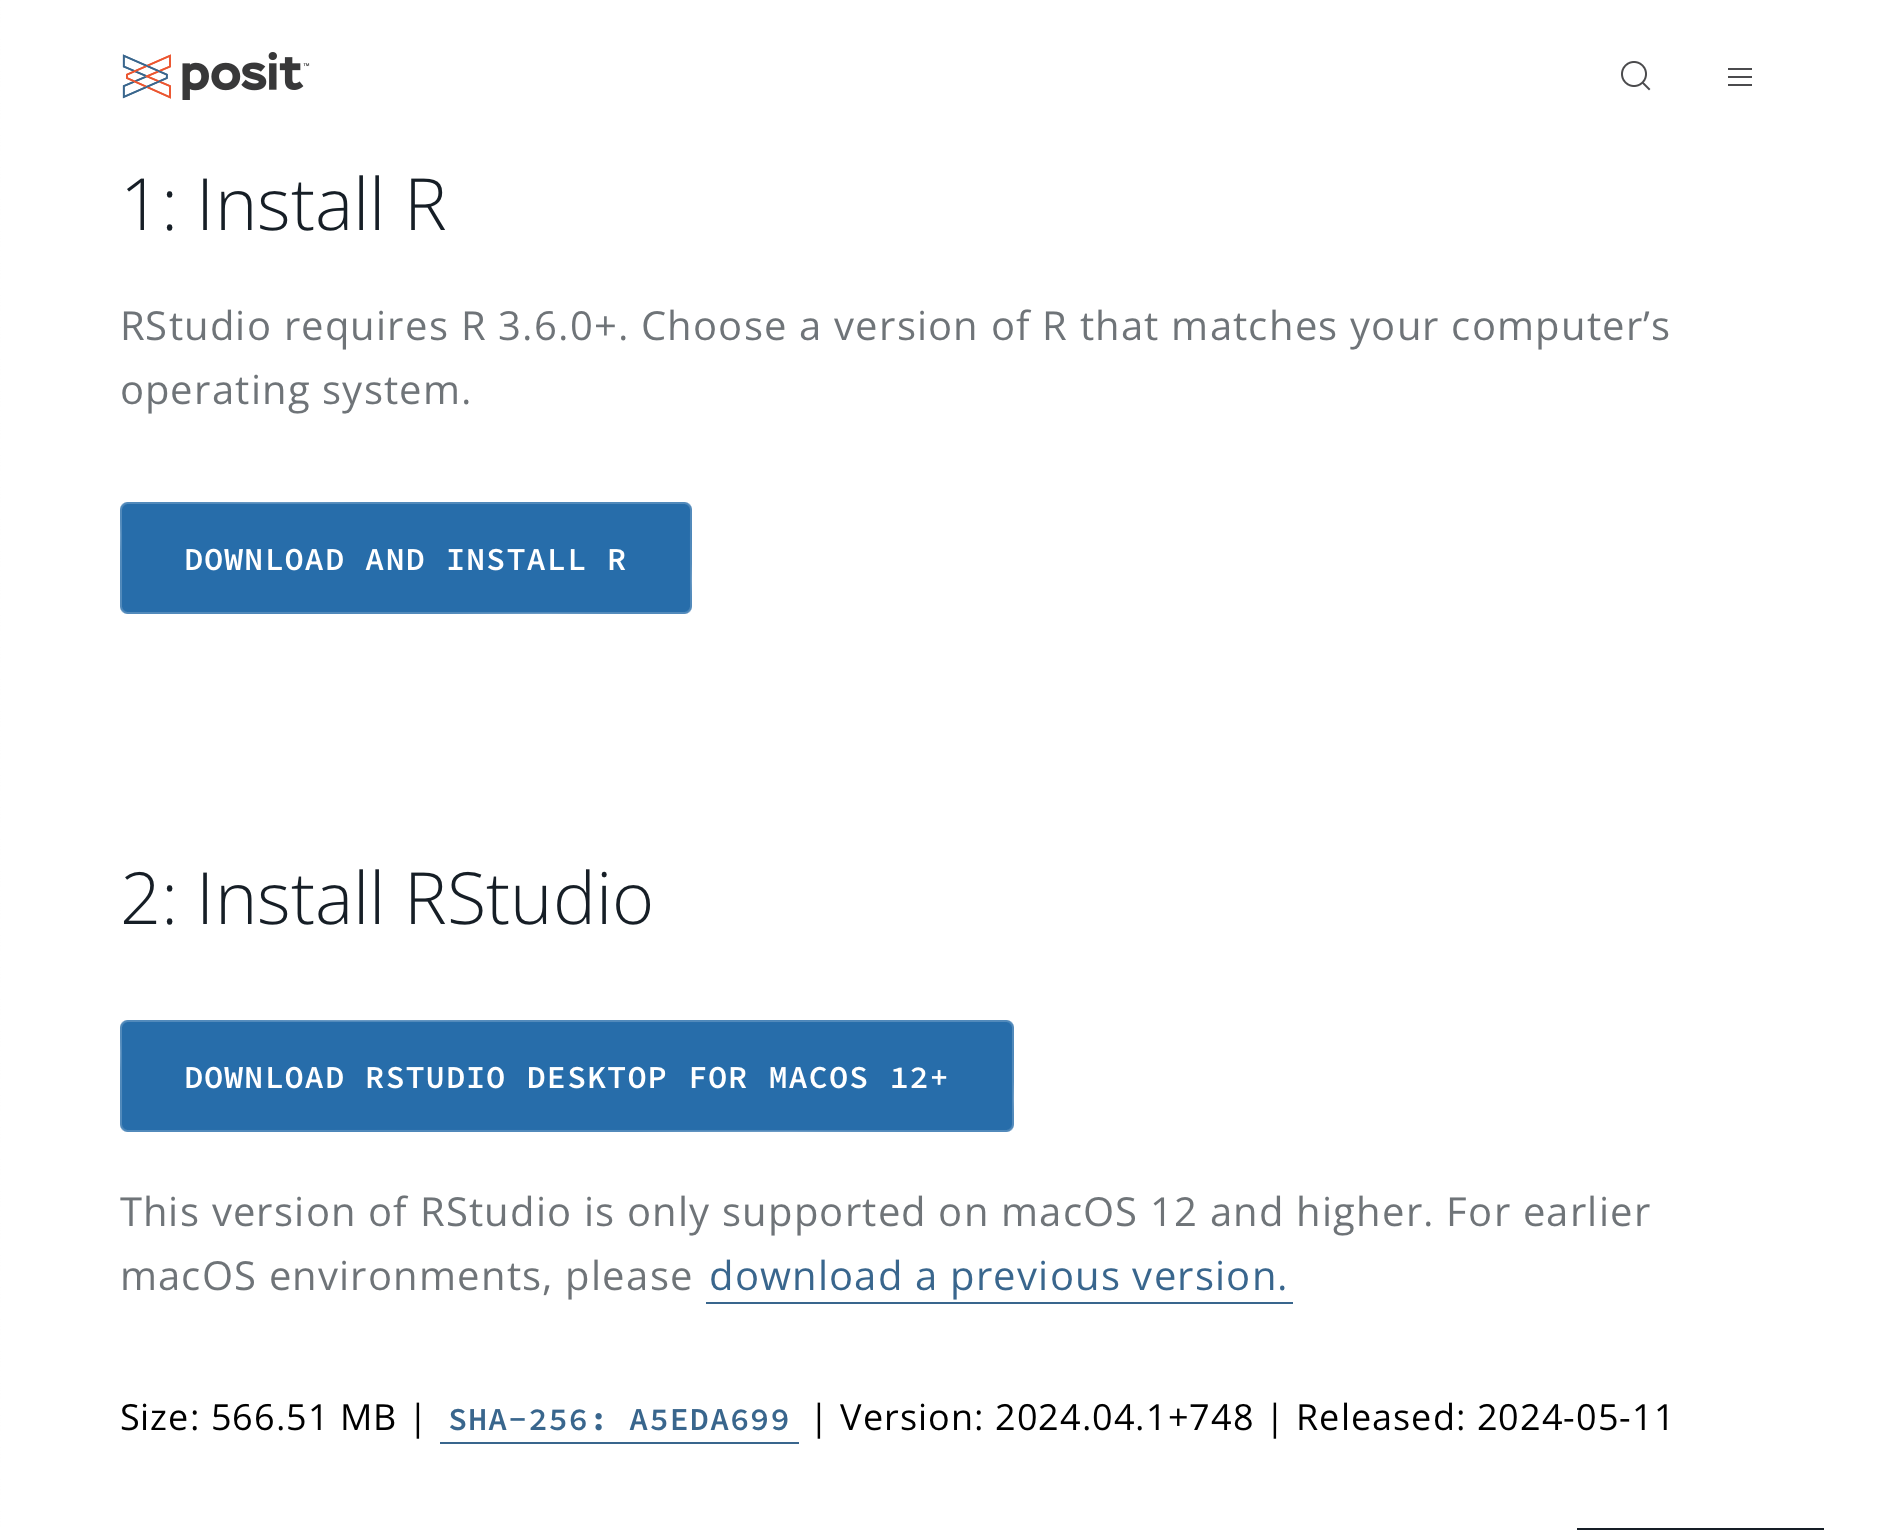 posit™
1: Install R
RStudio requires R 3.6.0+. Choose a version of R that matches your computer’s
operating system.
DOWNLOAD AND INSTALL R
2: Install RStudio
DOWNLOAD RSTUDIO DESKTOP FOR MACOS 12+
This version of RStudio is only supported on macOS 12 and higher. For earlier
macOS environments, please download a previous version.
Size: 566.51 MB | SHA-256: A5EDA699 | Version: 2024.04.1+748 | Released: 2024-05-11